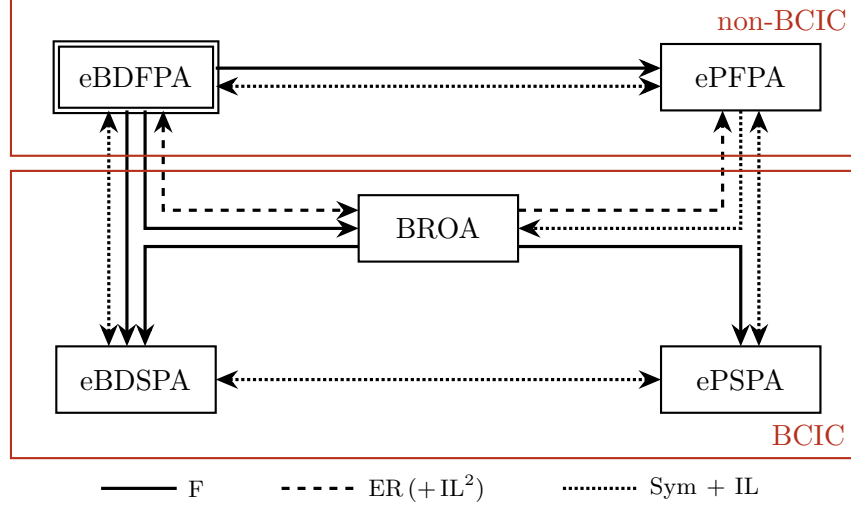 non-BCIC
eBDFPA
ePFPA
BROA
eBDSPA
ePSPA
BCIC
F
ER (+ IL²)
Sym + IL